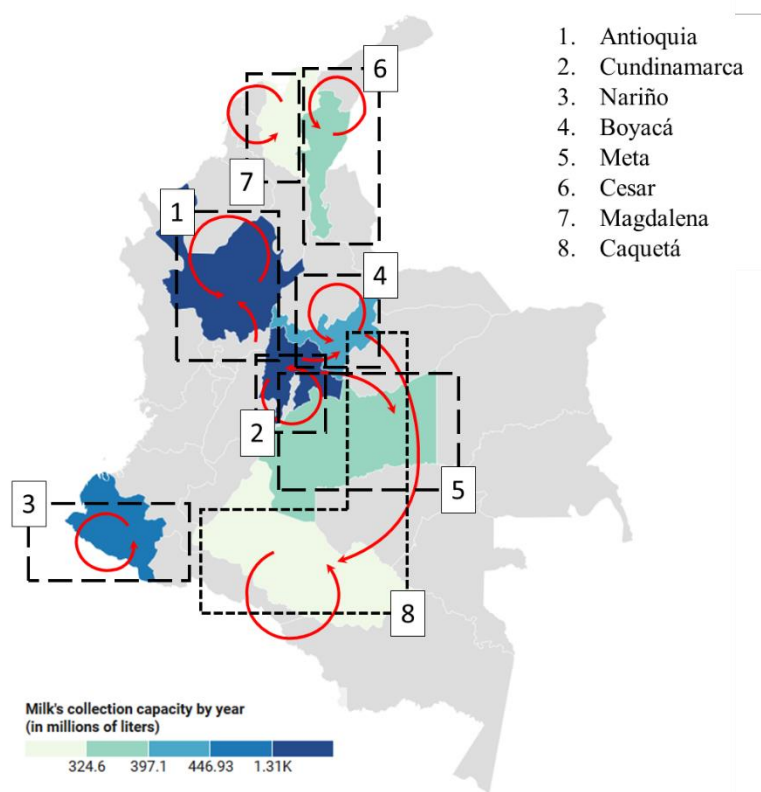 1. Antioquia
2. Cundinamarca
3. Nariño
4. Boyacá
5. Meta
6. Cesar
7. Magdalena
8. Caquetá
6
7
1
4
2
5
3
8
Milk's collection capacity by year
(in millions of liters)
324.6 397.1 446.93 1.31K